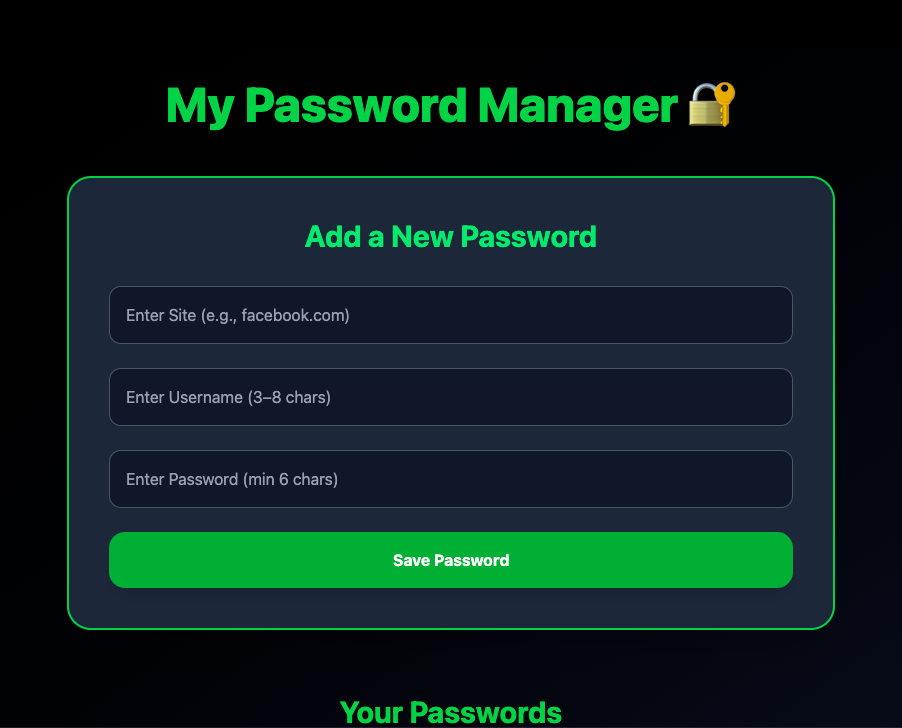 My Password Manager 🔐
Add a New Password
Enter Site (e.g., facebook.com)
Enter Username (3–8 chars)
Enter Password (min 6 chars)
Save Password
Your Passwords